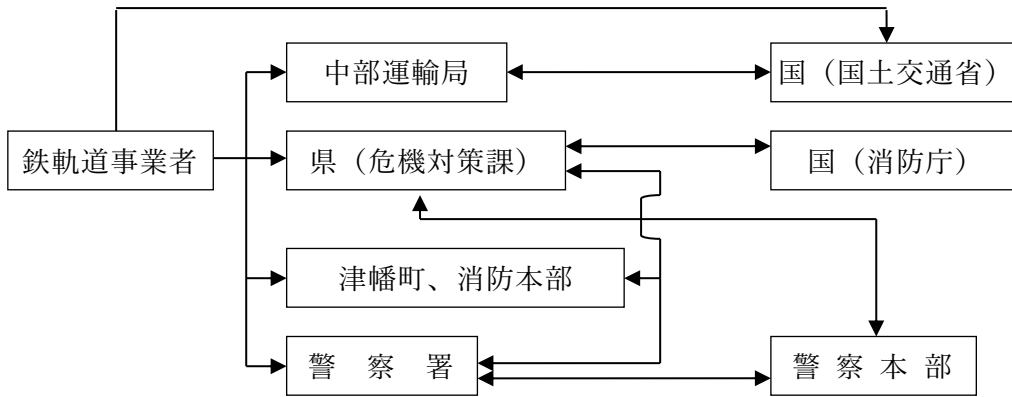 中部運輸局
国（国土交通省）
鉄軌道事業者
県（危機対策課）
国（消防庁）
津幡町、消防本部
警　察　署
警 察 本 部